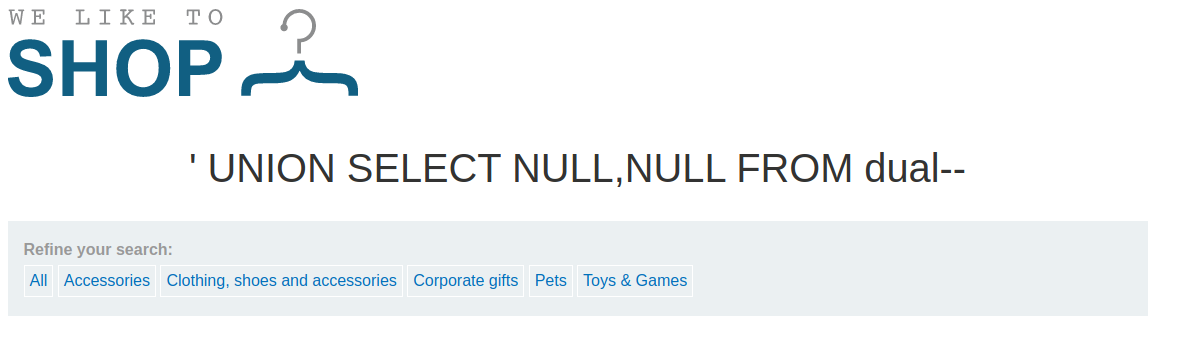 WE LIKE TO
SHOP
' UNION SELECT NULL,NULL FROM dual--
Refine your search:
All Accessories Clothing, shoes and accessories Corporate gifts Pets Toys & Games